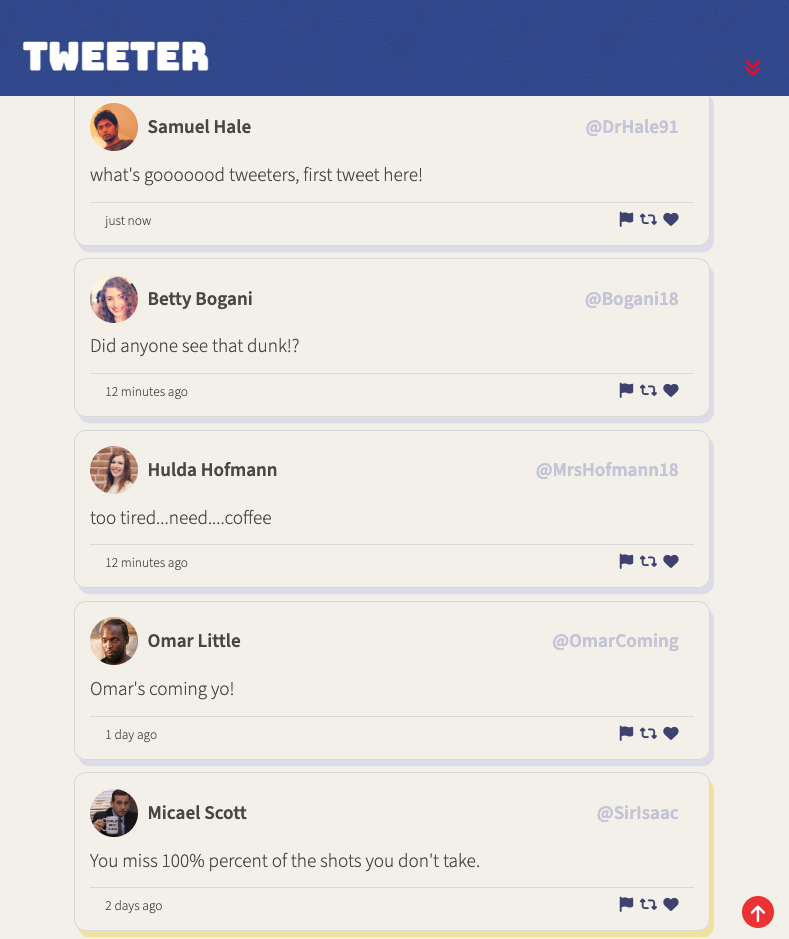 TWEETER
Samuel Hale @DrHale91
what's gooooood tweeters, first tweet here!
just now
Betty Bogani @Bogani18
Did anyone see that dunk!?
12 minutes ago
Hulda Hofmann @MrsHofmann18
too tired...need....coffee
12 minutes ago
Omar Little @OmarComing
Omar's coming yo!
1 day ago
Micael Scott @SirIsaac
You miss 100% percent of the shots you don't take.
2 days ago